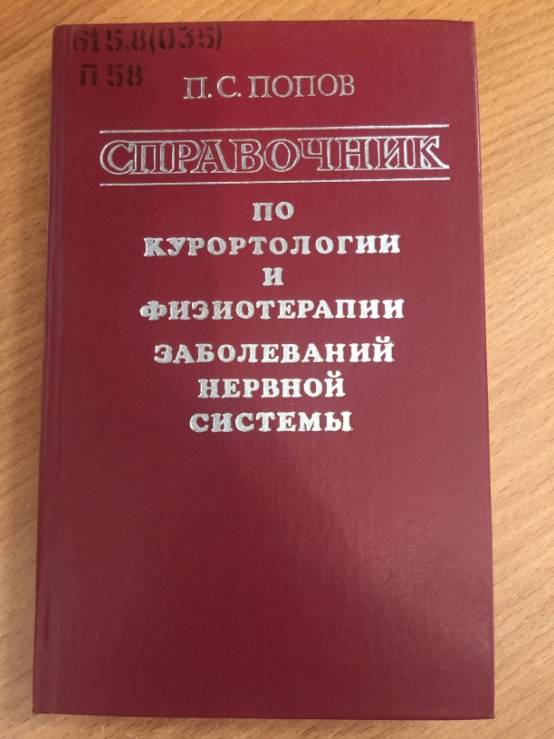 615.8(035)
П 58
П.С.ПОПОВ
СПРАВОЧНИК
ПО
КУРОРТОЛОГИИ
И
ФИЗИОТЕРАПИИ
ЗАБОЛЕВАНИЙ
НЕРВНОЙ
СИСТЕМЫ